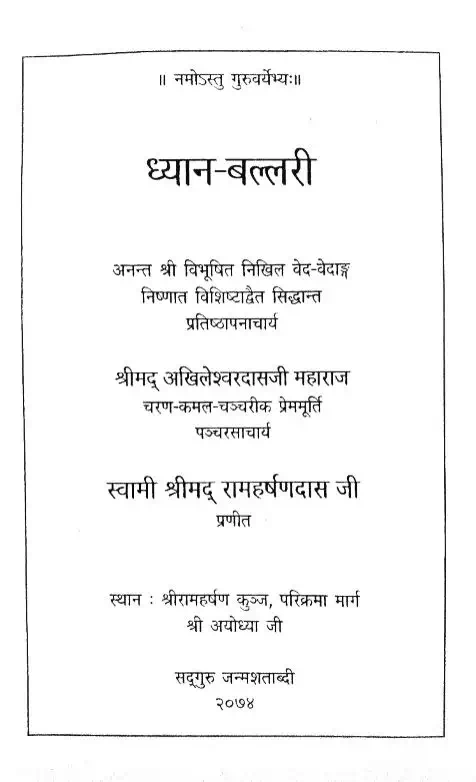 ॥ नमोऽस्तु गुरुवर्येभ्यः॥
ध्यान-बल्लरी
अनन्त श्री विभूषित निखिल वेद-वेदाङ्ग
निष्णात विशिष्टाद्वैत सिद्धान्त
प्रतिष्ठापनाचार्य
श्रीमद् अखिलेश्वरदासजी महाराज
चरण-कमल-चञ्चरीक प्रेममूर्ति
पञ्चरसाचार्य
स्वामी श्रीमद् रामहर्षणदास जी
प्रणीत
स्थान : श्रीरामहर्षण कुञ्ज, परिक्रमा मार्ग
श्री अयोध्या जी
सद्गुरु जन्मशताब्दी
२०७४